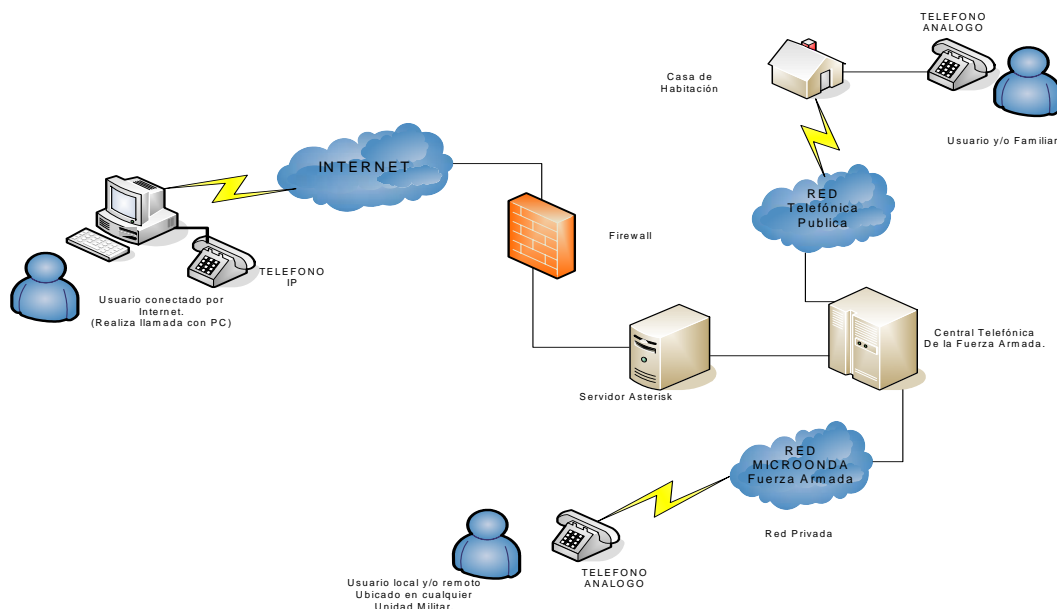 TELEFONO
ANALOGO
Casa de
Habitación
Usuario y/o Familiar
INTERNET
RED
Telefónica
Publica
Firewall
TELEFONO
IP
Usuario conectado por
Internet.
(Realiza llamada con PC)
Central Telefónica
De la Fuerza Armada.
Servidor Asterisk
RED
MICROONDA
Fuerza Armada
Red Privada
TELEFONO
ANALOGO
Usuario local y/o remoto
Ubicado en cualquier
Unidad Militar